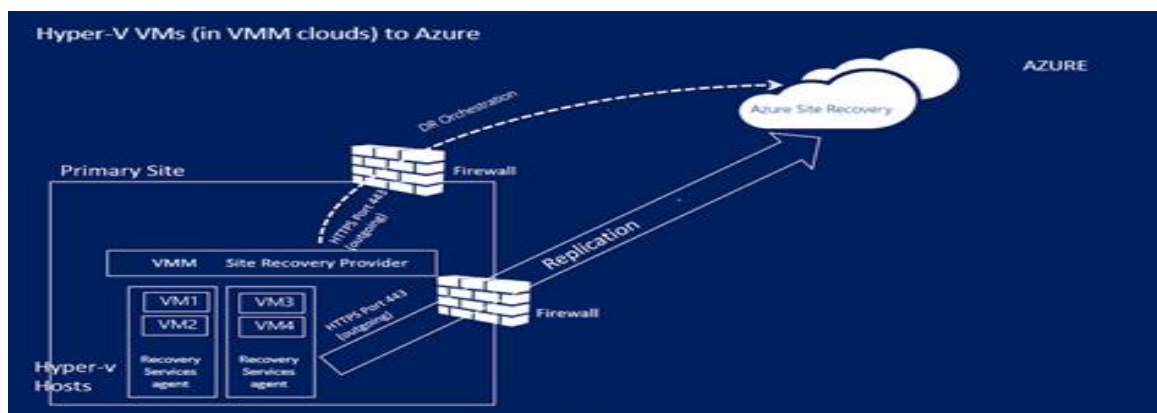 Hyper-V VMs (in VMM clouds) to Azure
AZURE
Azure Site Recovery
DR Orchestration
Firewall
Primary Site
HTTPS Port 443
(outgoing)
VMM Site Recovery Provider
Replication
VM1
VM2
VM3
VM4
HTTPS Port 443
(outgoing)
Firewall
Recovery
Services
agent
Recovery
Services
agent
Hyper-v
Hosts